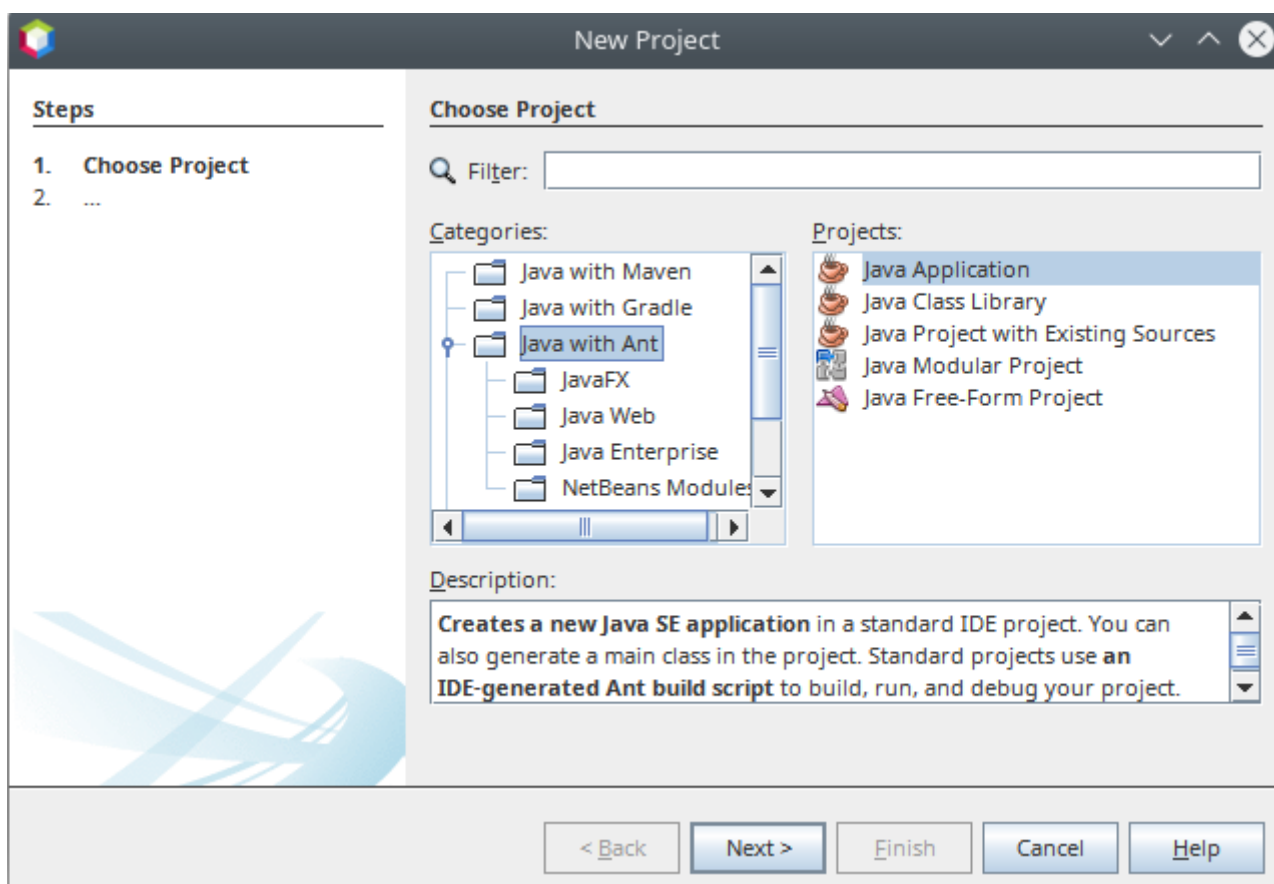 New Project
Steps
1. Choose Project
2. ...
Choose Project
Filter:
Categories:
Java with Maven
Java with Gradle
Java with Ant
JavaFX
Java Web
Java Enterprise
NetBeans Modules
Projects:
Java Application
Java Class Library
Java Project with Existing Sources
Java Modular Project
Java Free-Form Project
Description:
Creates a new Java SE application in a standard IDE project. You can
also generate a main class in the project. Standard projects use an
IDE-generated Ant build script to build, run, and debug your project.
< Back
Next >
Finish
Cancel
Help